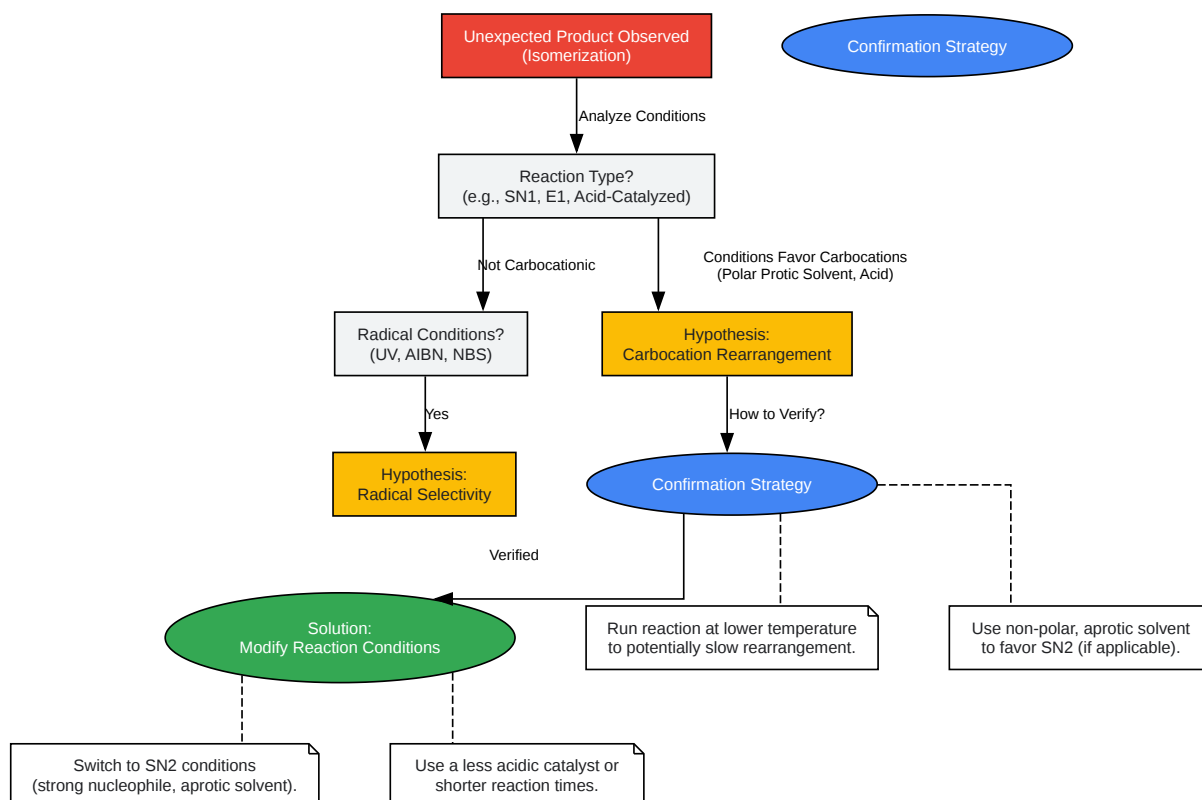 Unexpected Product Observed
(Isomerization)
Confirmation Strategy
Analyze Conditions
Reaction Type?
(e.g., SN1, E1, Acid-Catalyzed)
Not Carbocationic
Conditions Favor Carbocations
(Polar Protic Solvent, Acid)
Radical Conditions?
(UV, AIBN, NBS)
Hypothesis:
Carbocation Rearrangement
Yes
How to Verify?
Hypothesis:
Radical Selectivity
Confirmation Strategy
Verified
Solution:
Modify Reaction Conditions
Run reaction at lower temperature
to potentially slow rearrangement.
Use non-polar, aprotic solvent
to favor SN2 (if applicable).
Switch to SN2 conditions
(strong nucleophile, aprotic solvent).
Use a less acidic catalyst or
shorter reaction times.